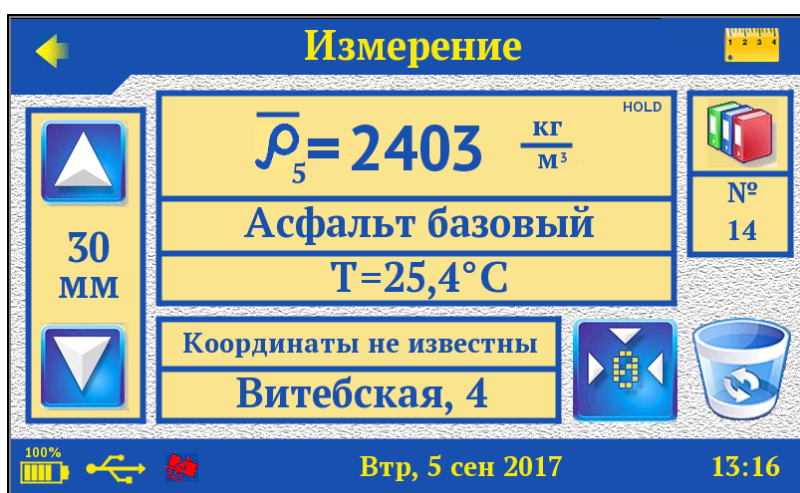 Измерение
1 2 3 4
HOLD
ρ̅₅= 2403 кг/м³
Асфальт базовый
T=25,4°C
30
мм
№
14
Координаты не известны
Витебская, 4
0
100%
Втр, 5 сен 2017
13:16